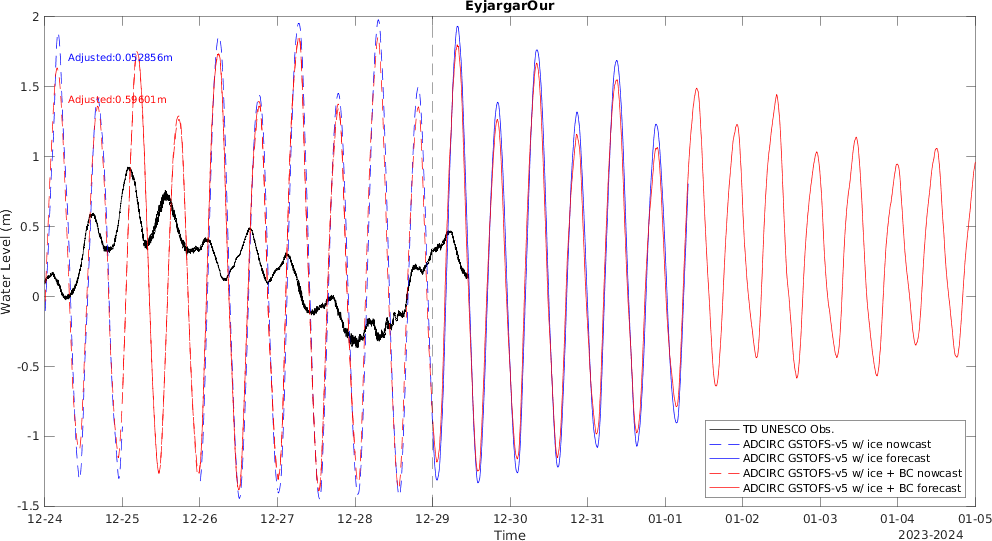 EyjargarOur
2
1.5
1
0.5
0
-0.5
-1
-1.5
Water Level (m)
Adjusted:0.052856m
Adjusted:0.59601m
TD UNESCO Obs.
ADCIRC GSTOFS-v5 w/ ice nowcast
ADCIRC GSTOFS-v5 w/ ice forecast
ADCIRC GSTOFS-v5 w/ ice + BC nowcast
ADCIRC GSTOFS-v5 w/ ice + BC forecast
12-24 12-25 12-26 12-27 12-28 12-29 12-30 12-31 01-01 01-02 01-03 01-04 01-05
Time
2023-2024